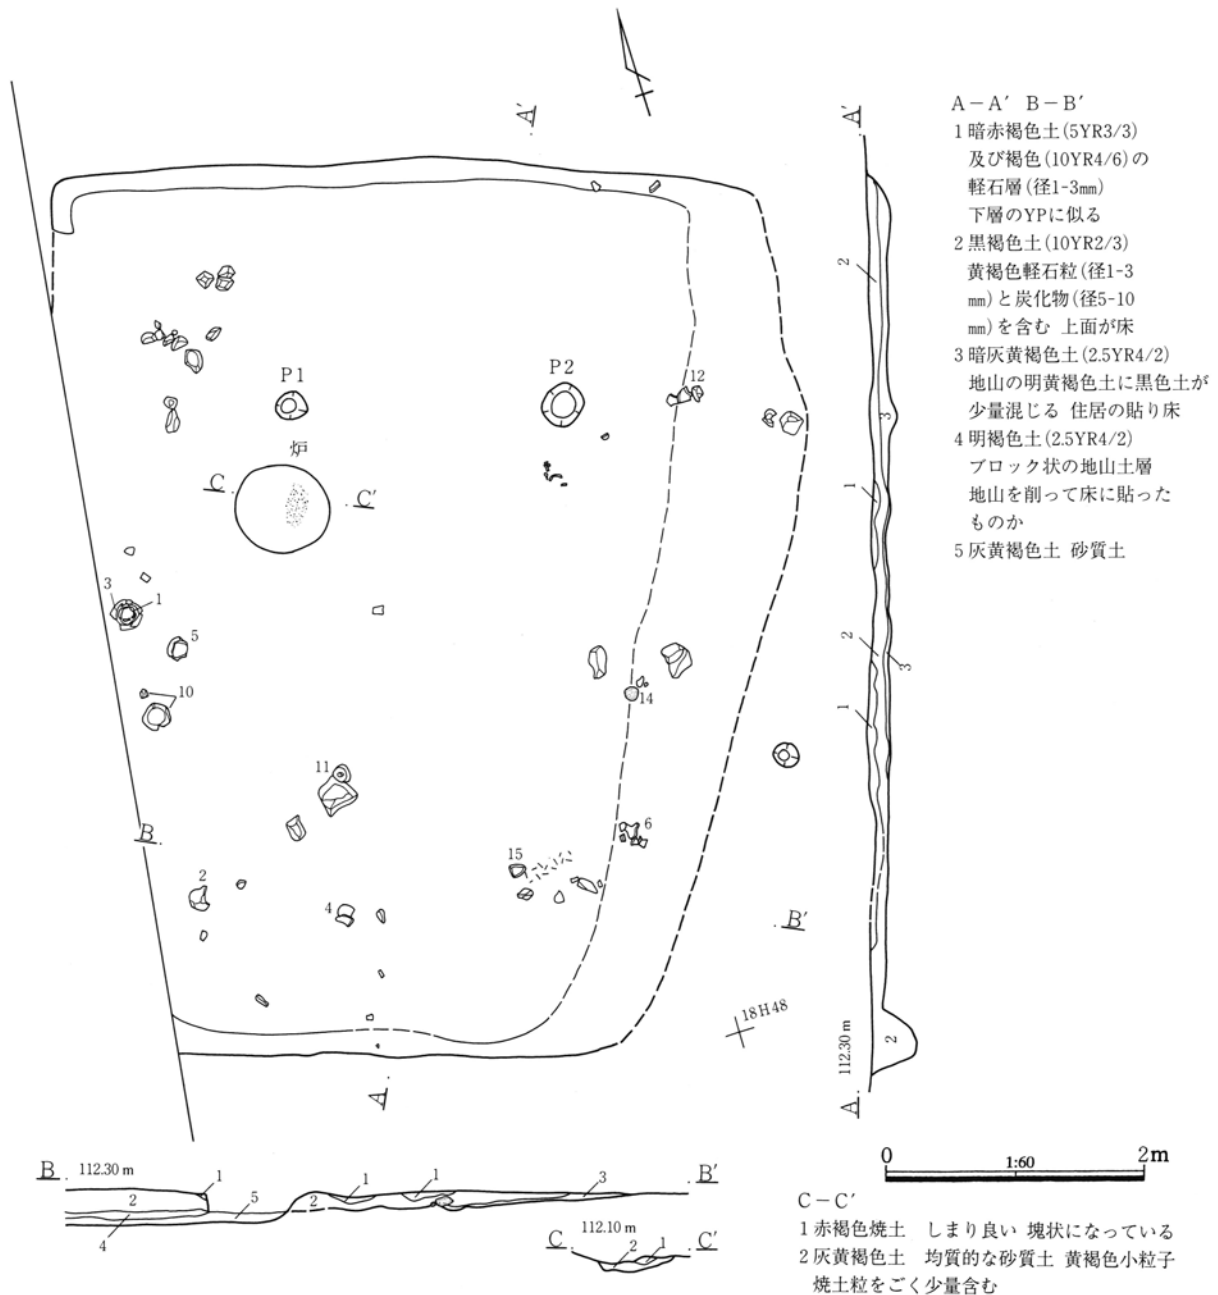 A′
A′
A－A′ B－B′
1 暗赤褐色土(5YR3/3)
及び褐色(10YR4/6)の
軽石層(径1-3㎜)
下層のYPに似る
2 黒褐色土(10YR2/3)
黄褐色軽石粒(径1-3
㎜)と炭化物(径5-10
㎜)を含む 上面が床
3 暗灰黄褐色土(2.5YR4/2)
地山の明黄褐色土に黒色土が
少量混じる 住居の貼り床
4 明褐色土(2.5YR4/2)
ブロック状の地山土層
地山を削って床に貼った
ものか
5 灰黄褐色土 砂質土
2
P1
P2
12
3
炉
C
C′
1
3
1
5
2
3
10
14
1
11
6
B
15
2
4
B′
18H48
2
112.30 m
A
A
B
112.30 m
1
2
5
4
2
1
1
3
B′
0
1:60
2m
C
112.10 m
2
1
C′
C－C′
1 赤褐色焼土 しまり良い 塊状になっている
2 灰黄褐色土 均質的な砂質土 黄褐色小粒子
焼土粒をごく少量含む